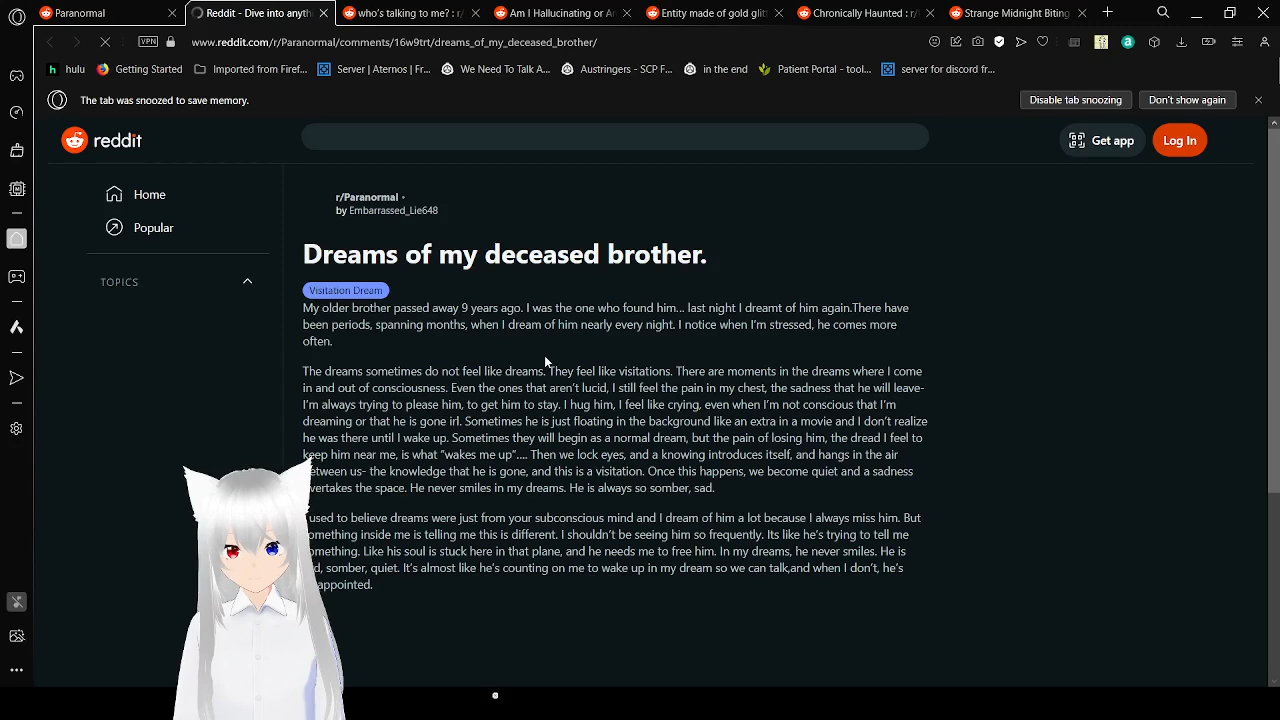 Paranormal
Reddit - Dive into anyth
who's talking to me? : r/
Am I Hallucinating or Ar
Entity made of gold glitt
Chronically Haunted : r/
Strange Midnight Biting
VPN
www.reddit.com/r/Paranormal/comments/16w9trt/dreams_of_my_deceased_brother/
hulu
Getting Started
Imported from Firef...
Server | Aternos | Fr...
We Need To Talk A...
Austringers - SCP F...
in the end
Patient Portal - tool...
server for discord fr...
The tab was snoozed to save memory.
Disable tab snoozing
Don't show again
reddit
Get app
Log In
Home
Popular
TOPICS
r/Paranormal •
by Embarrassed_Lie648
Dreams of my deceased brother.
Visitation Dream
My older brother passed away 9 years ago. I was the one who found him... last night I dreamt of him again.There have
been periods, spanning months, when I dream of him nearly every night. I notice when I'm stressed, he comes more
often.
The dreams sometimes do not feel like dreams. They feel like visitations. There are moments in the dreams where I come
in and out of consciousness. Even the ones that aren't lucid, I still feel the pain in my chest, the sadness that he will leave-
I'm always trying to please him, to get him to stay. I hug him, I feel like crying, even when I'm not conscious that I'm
dreaming or that he is gone irl. Sometimes he is just floating in the background like an extra in a movie and I don't realize
he was there until I wake up. Sometimes they will begin as a normal dream, but the pain of losing him, the dread I feel to
keep him near me, is what "wakes me up".... Then we lock eyes, and a knowing introduces itself, and hangs in the air
between us- the knowledge that he is gone, and this is a visitation. Once this happens, we become quiet and a sadness
vertakes the space. He never smiles in my dreams. He is always so somber, sad.
used to believe dreams were just from your subconscious mind and I dream of him a lot because I always miss him. But
omething inside me is telling me this is different. I shouldn't be seeing him so frequently. Its like he's trying to tell me
omething. Like his soul is stuck here in that plane, and he needs me to free him. In my dreams, he never smiles. He is
d, somber, quiet. It's almost like he's counting on me to wake up in my dream so we can talk,and when I don't, he's
appointed.